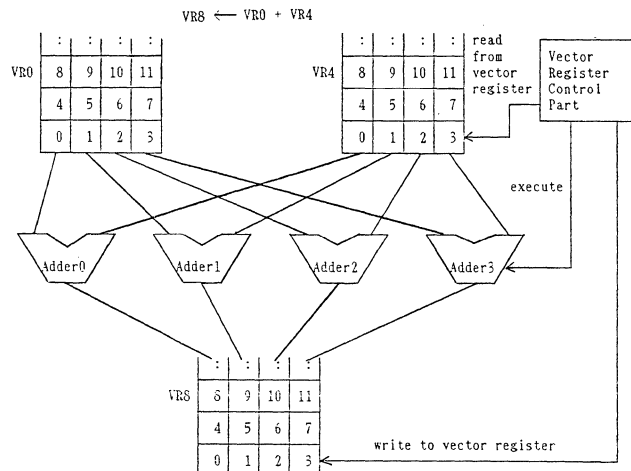 VR8 ← VR0 + VR4
: : : :
VR0 8 9 10 11
4 5 6 7
0 1 2 3
: : : :
VR4 8 9 10 11
4 5 6 7
0 1 2 3
read
from
vector
register
Vector
Register
Control
Part
execute
Adder0 Adder1 Adder2 Adder3
: : : :
VR8 8 9 10 11
4 5 6 7
0 1 2 3
write to vector register